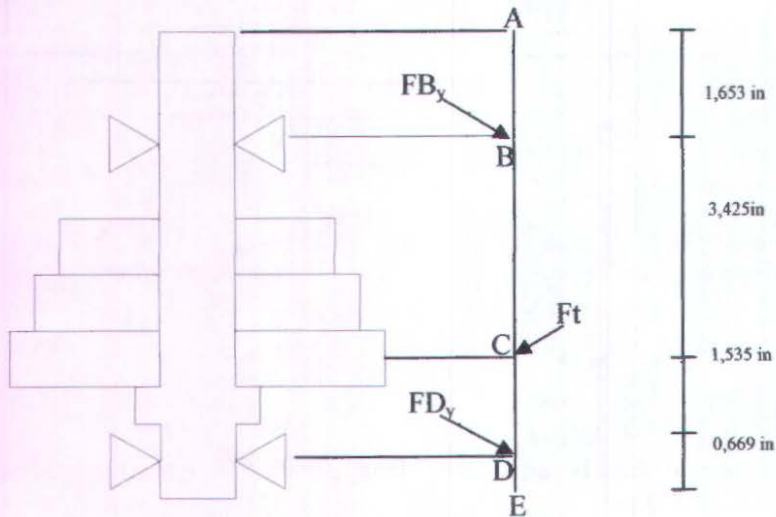 A
1,653 in
FBy
B
3,425in
Ft
C
1,535 in
FDy
0,669 in
D
E